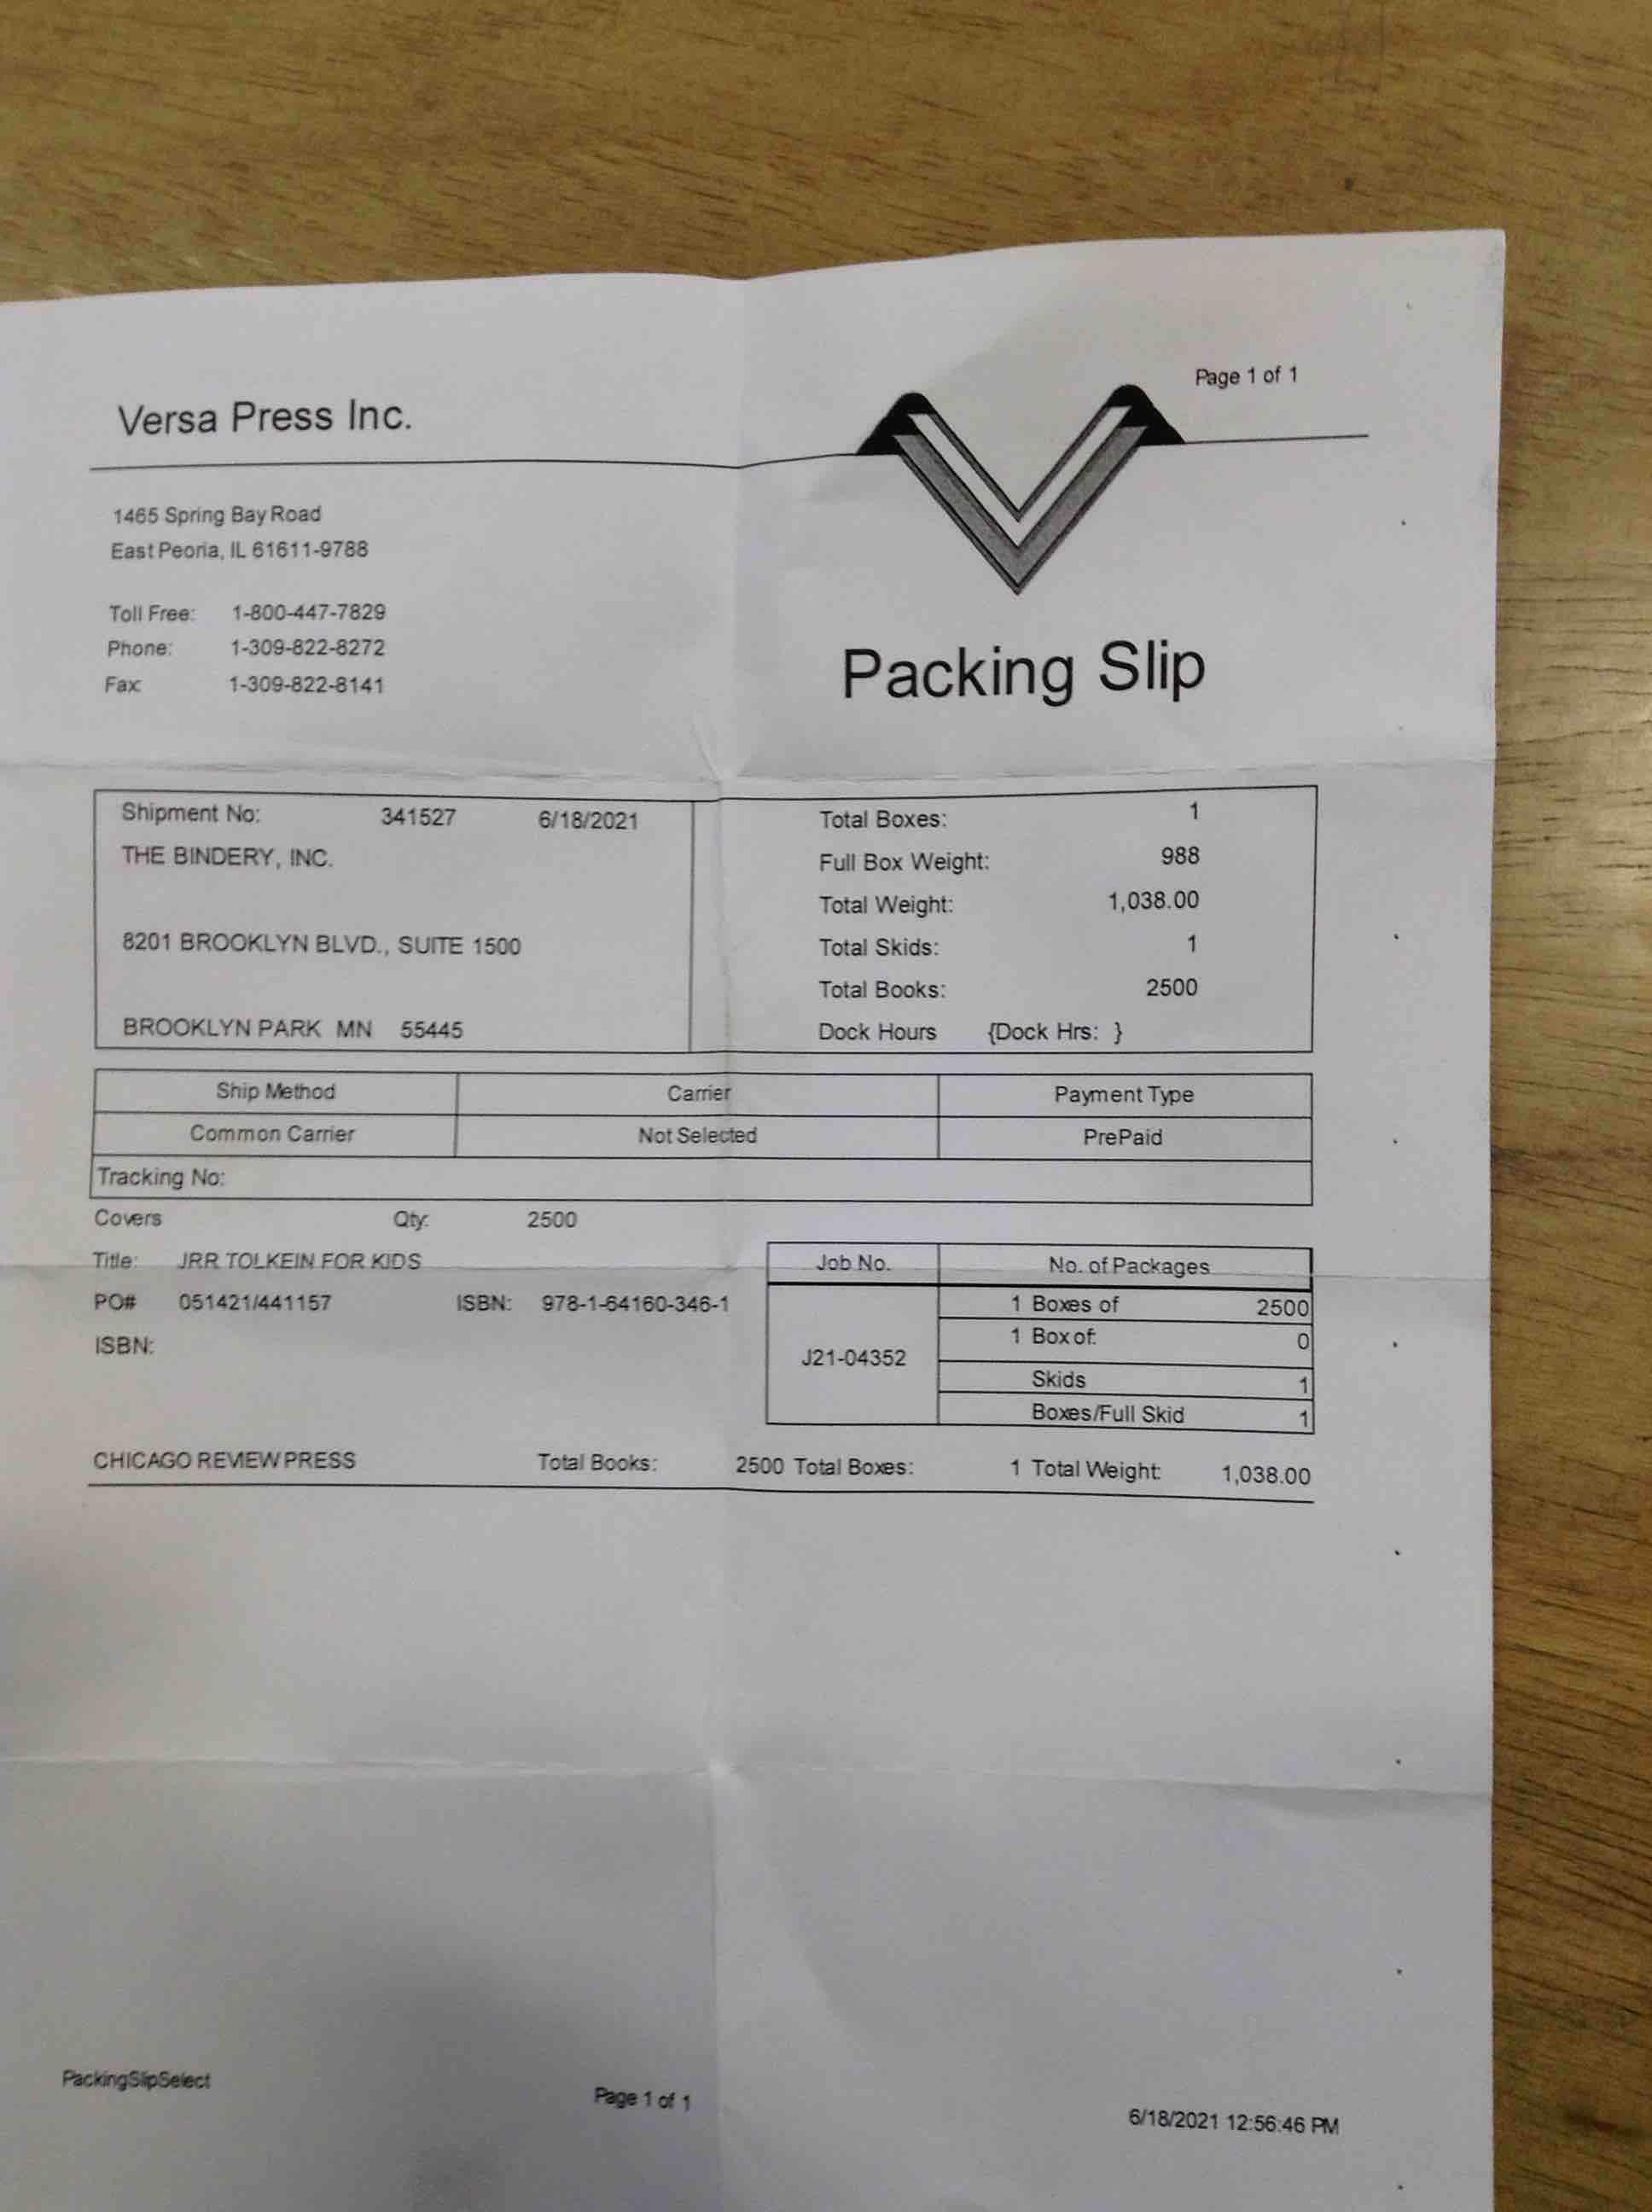 Page 1 of 1
Versa Press Inc.
1465 Spring Bay Road
East Peoria, IL 61611-9788
Toll Free: 1-800-447-7829
Phone: 1-309-822-8272
Fax: 1-309-822-8141
Packing Slip
Shipment No: 341527 6/18/2021
THE BINDERY, INC.
8201 BROOKLYN BLVD., SUITE 1500
BROOKLYN PARK MN 55445
Total Boxes: 1
Full Box Weight: 988
Total Weight: 1,038.00
Total Skids: 1
Total Books: 2500
Dock Hours {Dock Hrs: }
Ship Method Carrier Payment Type
Common Carrier Not Selected PrePaid
Tracking No:
Covers Qty: 2500
Title: JRR TOLKEIN FOR KIDS
PO# 051421/441157 ISBN: 978-1-64160-346-1
ISBN:
Job No. No. of Packages
J21-04352
1 Boxes of 2500
1 Box of: 0
Skids 1
Boxes/Full Skid 1
CHICAGO REVIEW PRESS Total Books: 2500 Total Boxes: 1 Total Weight: 1,038.00
PackingSlipSelect
Page 1 of 1
6/18/2021 12:56:46 PM